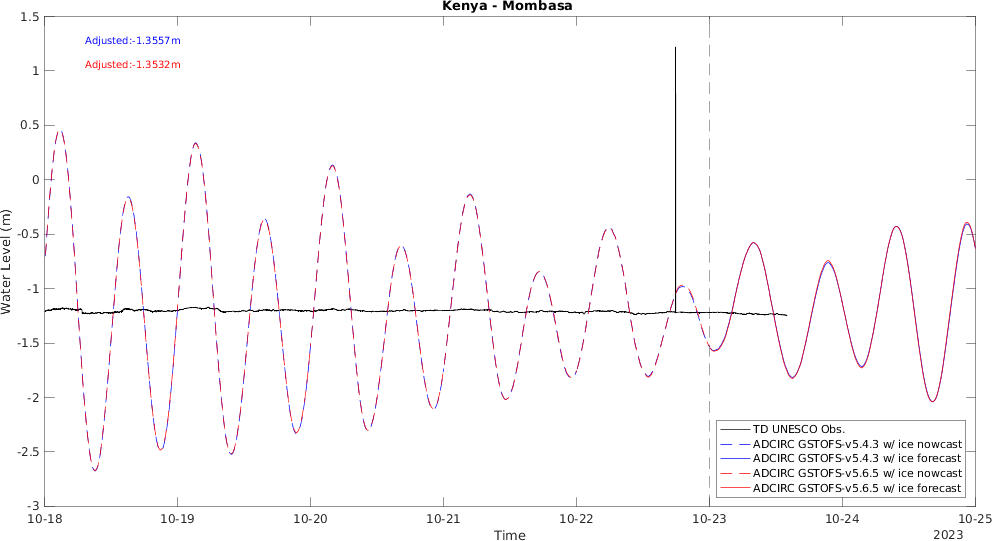 Kenya - Mombasa
Adjusted:-1.3557m
Adjusted:-1.3532m
1.5
1
0.5
0
-0.5
-1
-1.5
-2
-2.5
-3
Water Level (m)
TD UNESCO Obs.
ADCIRC GSTOFS-v5.4.3 w/ ice nowcast
ADCIRC GSTOFS-v5.4.3 w/ ice forecast
ADCIRC GSTOFS-v5.6.5 w/ ice nowcast
ADCIRC GSTOFS-v5.6.5 w/ ice forecast
10-18 10-19 10-20 10-21 10-22 10-23 10-24 10-25
Time
2023